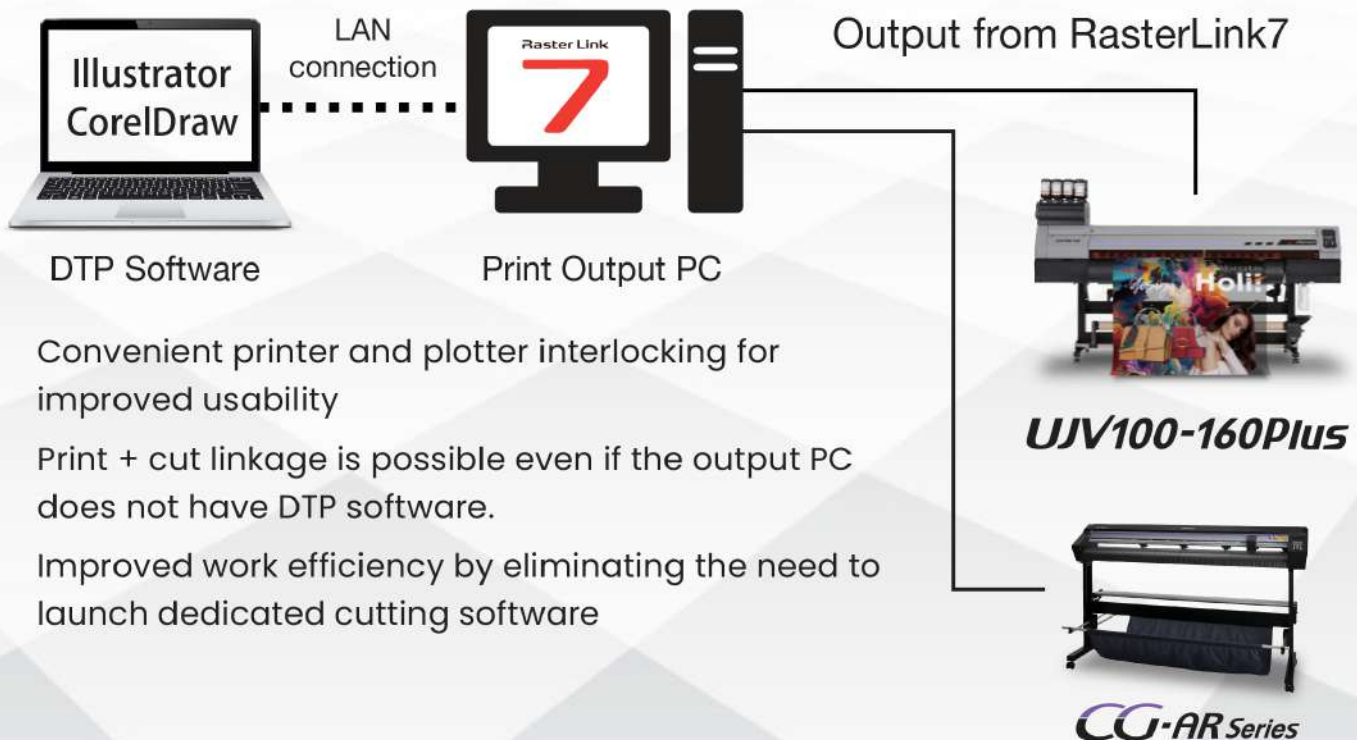 Illustrator
CorelDraw
LAN
connection
Raster Link
7
Output from RasterLink7
DTP Software
Print Output PC
Holi
UJV100-160Plus
Convenient printer and plotter interlocking for
improved usability
Print + cut linkage is possible even if the output PC
does not have DTP software.
Improved work efficiency by eliminating the need to
launch dedicated cutting software
CG-AR Series